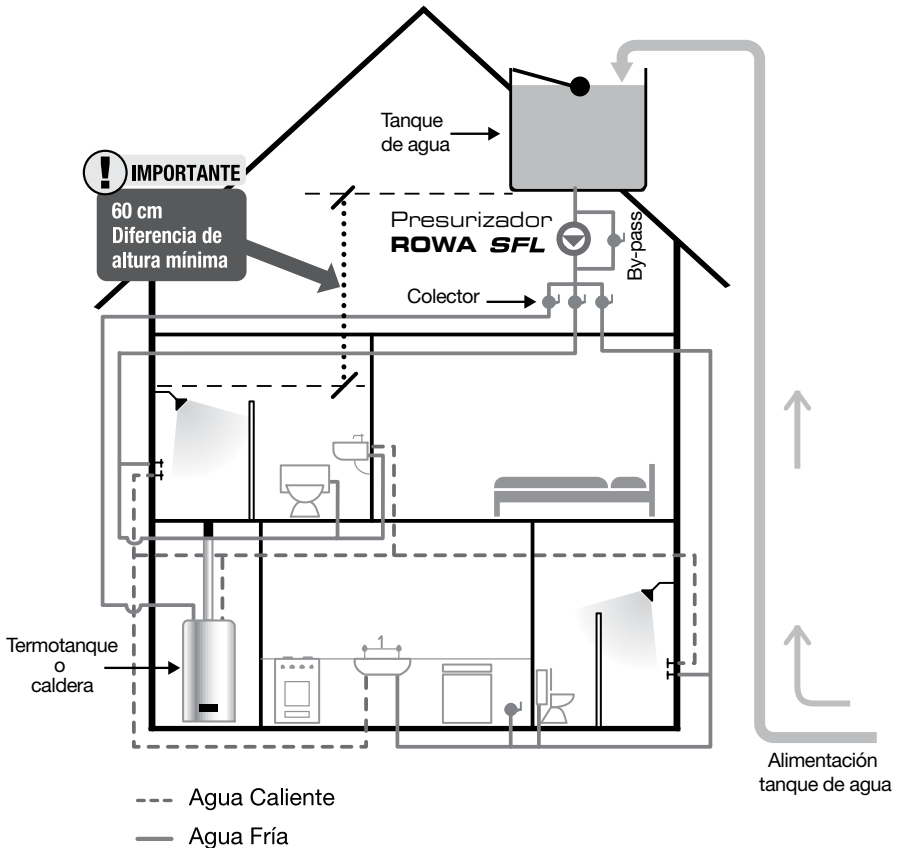 Tanque
de agua
IMPORTANTE
60 cm
Diferencia de
altura mínima
Presurizador
ROWA SFL
By-pass
Colector
Termotanque
o
caldera
Alimentación
tanque de agua
Agua Caliente
Agua Fría